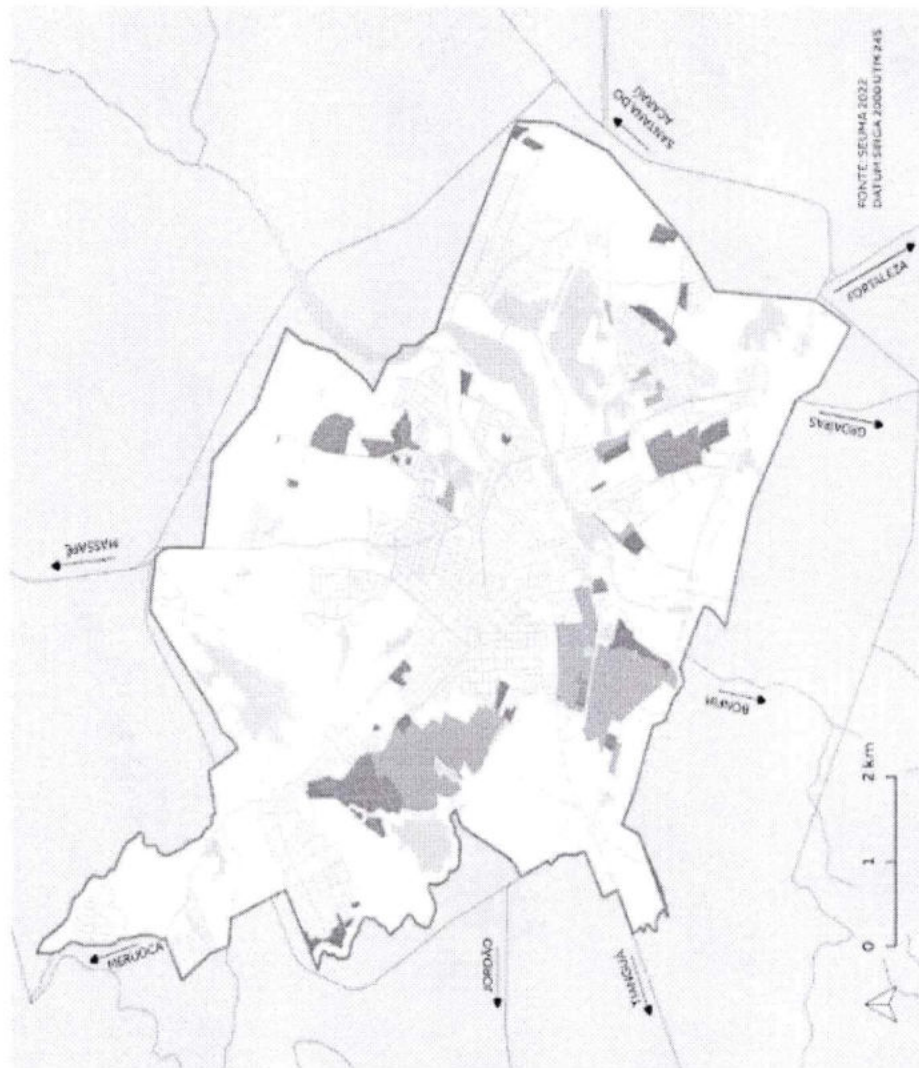 MERUOCA
MASSAPÊ
SANTANA DO
ACARAÚ
JORDÃO
TIANGUÁ
BONFIM
GROAÍRAS
FORTALEZA
0 1 2 km
FONTE: SEUMA 2022
DATUM SIRGA 2000 UTM 24S